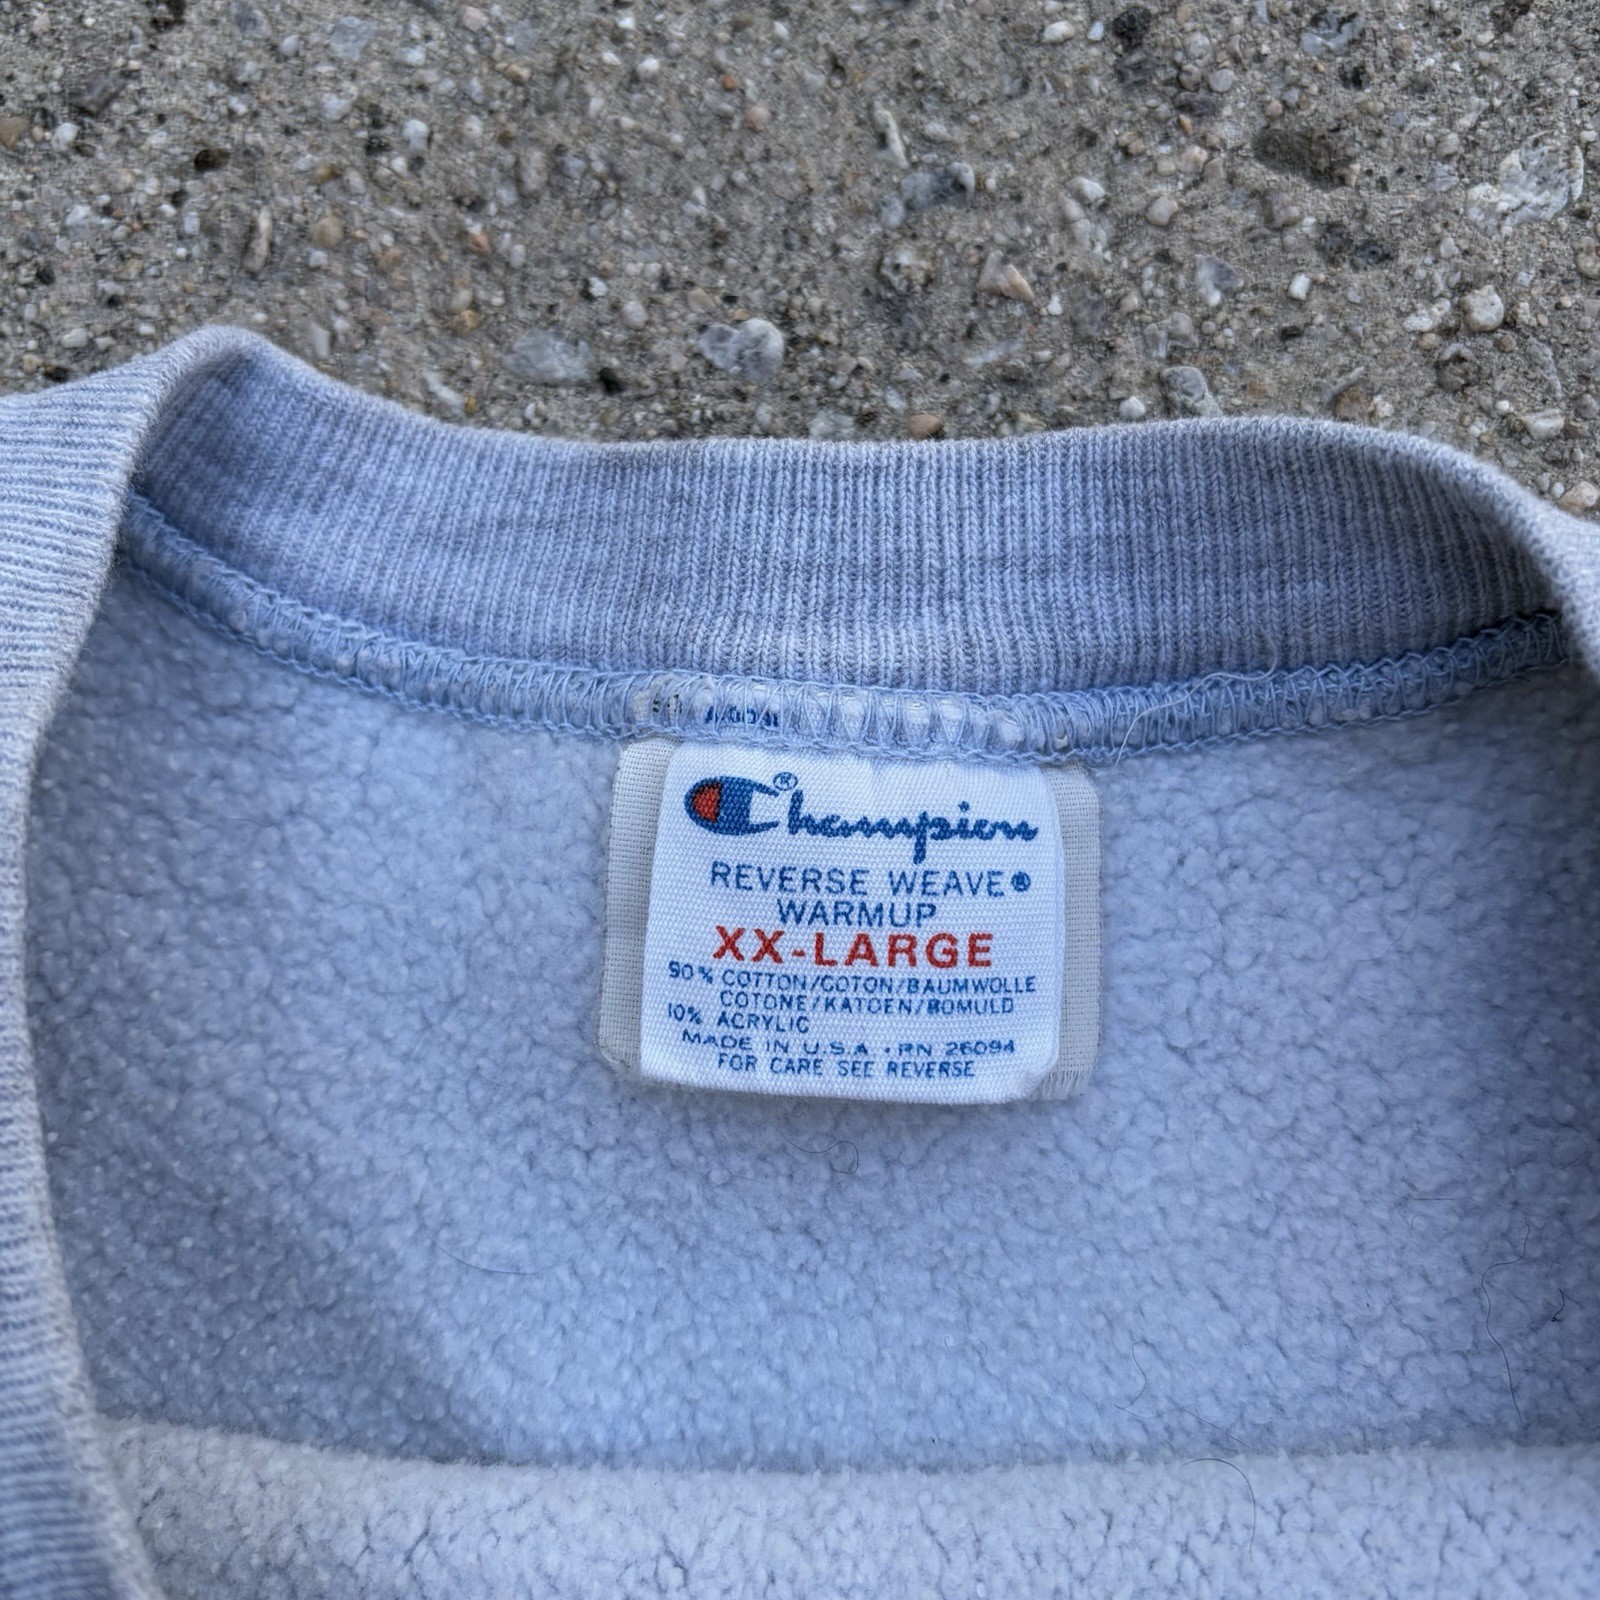 Champion®
REVERSE WEAVE®
WARMUP
XX-LARGE
90% COTTON/COTON/BAUMWOLLE
COTONE/KATOEN/BOMULD
10% ACRYLIC
MADE IN U.S.A • RN 26094
FOR CARE SEE REVERSE